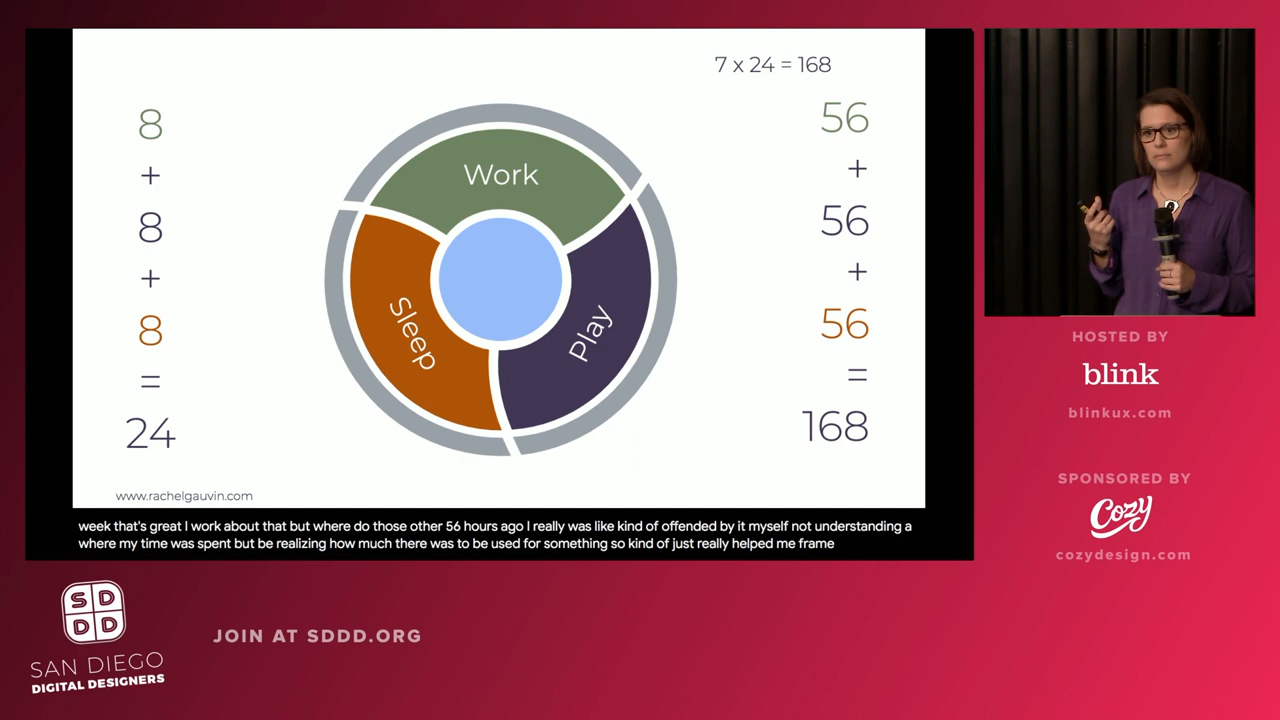 7 x 24 = 168
8
+
8
+
8
=
24
Work
Sleep
Play
56
+
56
+
56
=
168
www.rachelgauvin.com
week that's great I work about that but where do those other 56 hours ago I really was like kind of offended by it myself not understanding a
where my time was spent but be realizing how much there was to be used for something so kind of just really helped me frame
HOSTED BY
blink
blinkux.com
SPONSORED BY
Cozy
cozydesign.com
SD
DD
SAN DIEGO
DIGITAL DESIGNERS
JOIN AT SDDD.ORG